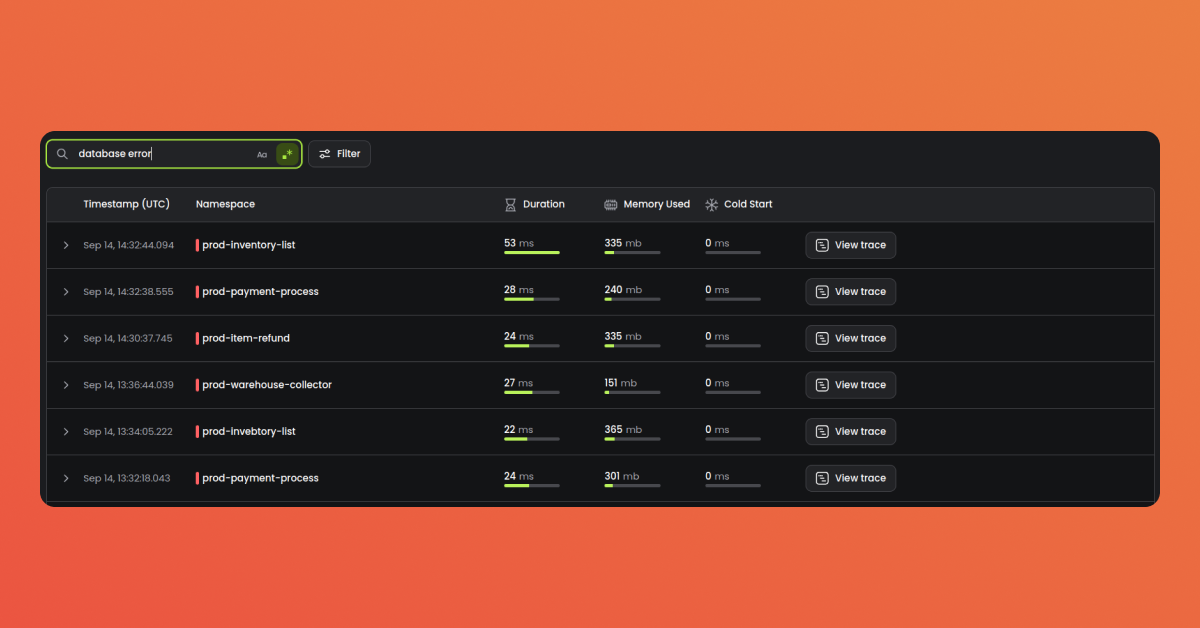 database error Aa .* Filter
Timestamp (UTC) Namespace Duration Memory Used Cold Start
Sep 14, 14:32:44.094 prod-inventory-list 53 ms 335 mb 0 ms View trace
Sep 14, 14:32:38.555 prod-payment-process 28 ms 240 mb 0 ms View trace
Sep 14, 14:30:37.745 prod-item-refund 24 ms 335 mb 0 ms View trace
Sep 14, 13:36:44.039 prod-warehouse-collector 27 ms 151 mb 0 ms View trace
Sep 14, 13:34:05.222 prod-invebtory-list 22 ms 365 mb 0 ms View trace
Sep 14, 13:32:18.043 prod-payment-process 24 ms 301 mb 0 ms View trace